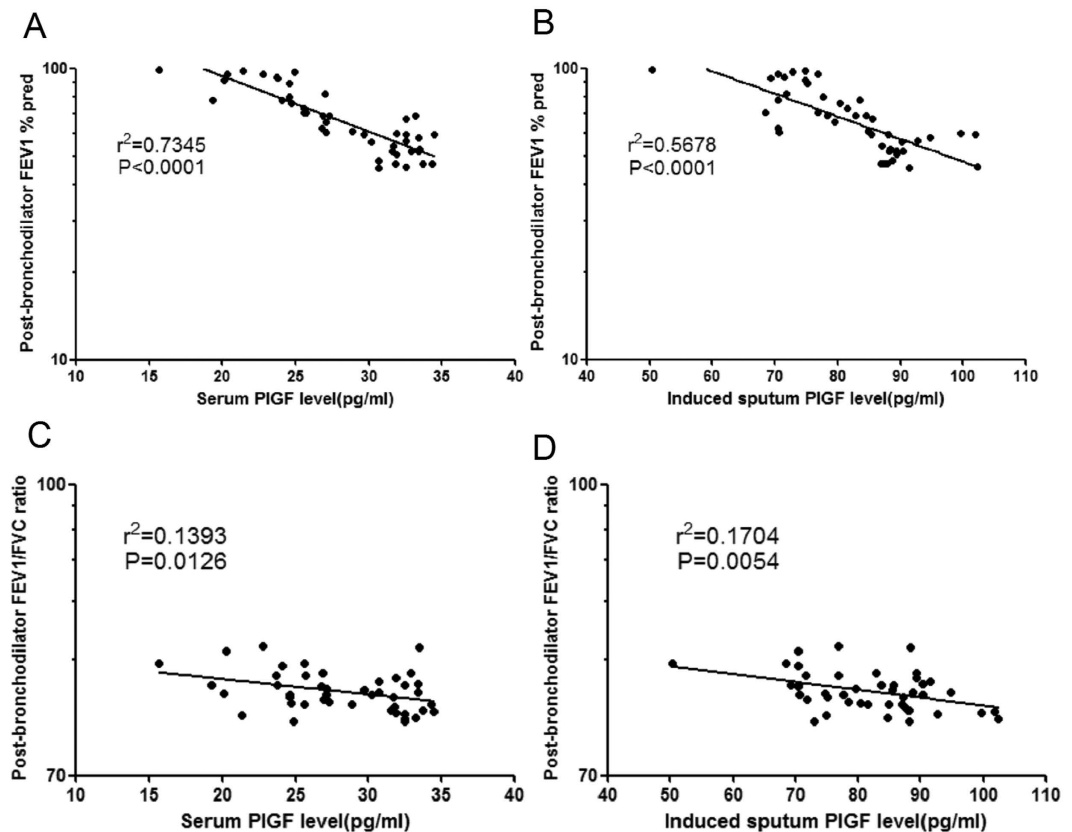 A
Post-bronchodilator FEV1 % pred
100
10
r²=0.7345
P<0.0001
10 15 20 25 30 35 40
Serum PIGF level(pg/ml)
B
Post-bronchodilator FEV1 % pred
100
10
r²=0.5678
P<0.0001
40 50 60 70 80 90 100 110
Induced sputum PIGF level(pg/ml)
C
Post-bronchodilator FEV1/FVC ratio
100
70
r²=0.1393
P=0.0126
10 15 20 25 30 35 40
Serum PIGF level(pg/ml)
D
Post-bronchodilator FEV1/FVC ratio
100
70
r²=0.1704
P=0.0054
40 50 60 70 80 90 100 110
Induced sputum PIGF level(pg/ml)